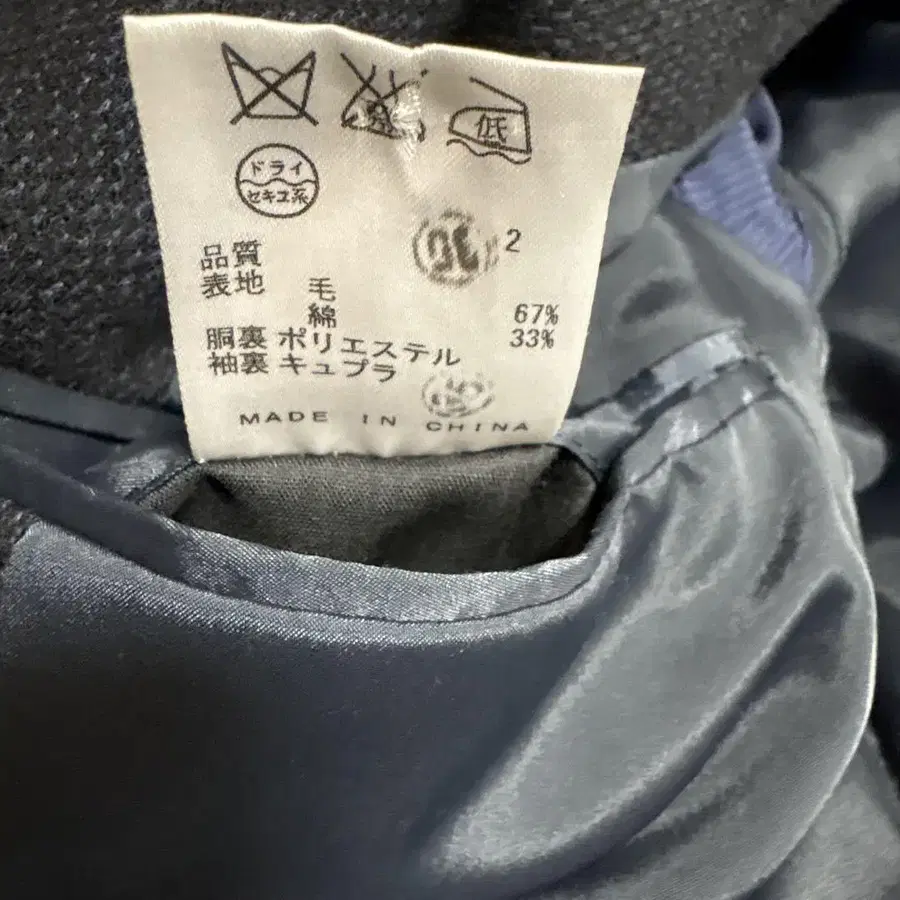 低
ドライ
セキユ系
2
品質
表地 毛 67%
綿 33%
胴裏 ポリエステル
袖裏 キュプラ
MADE IN CHINA